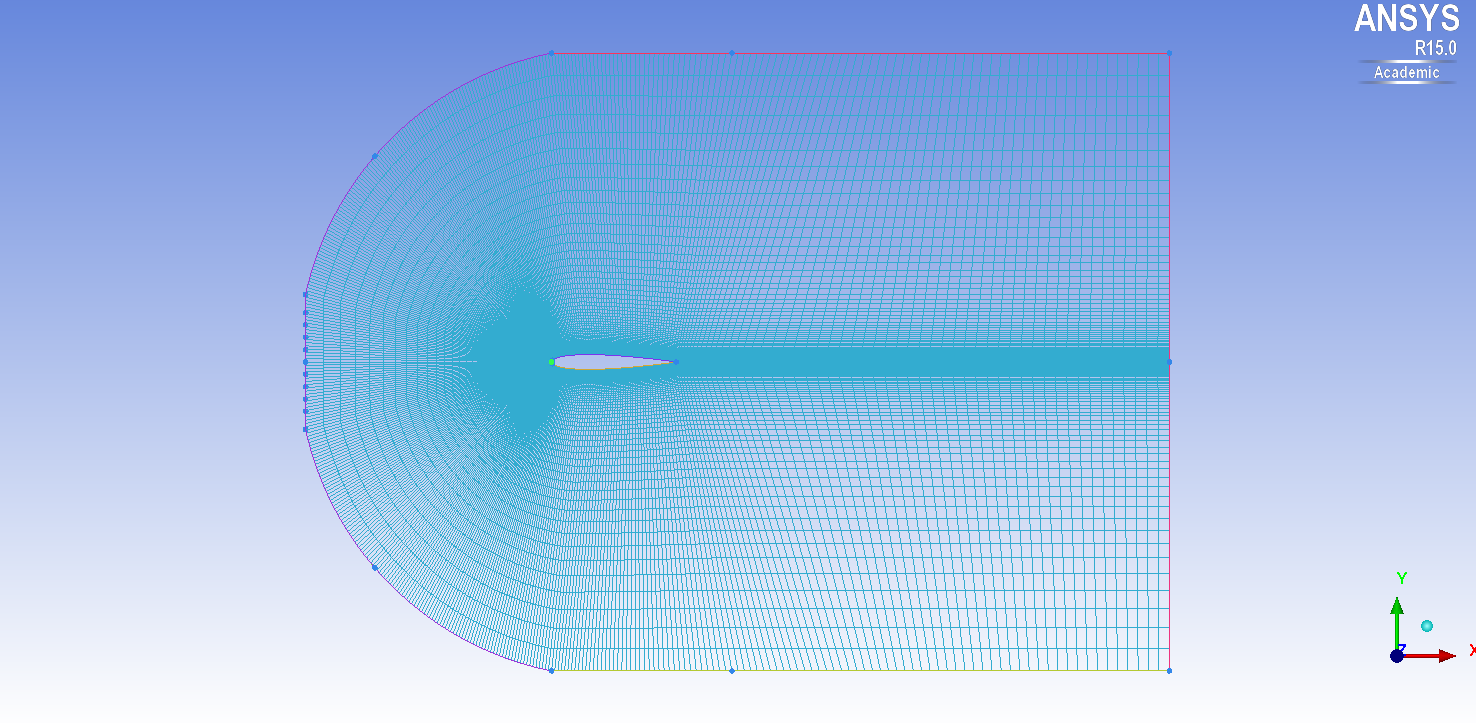 ANSYS
R15.0
Academic
Y
Z
X